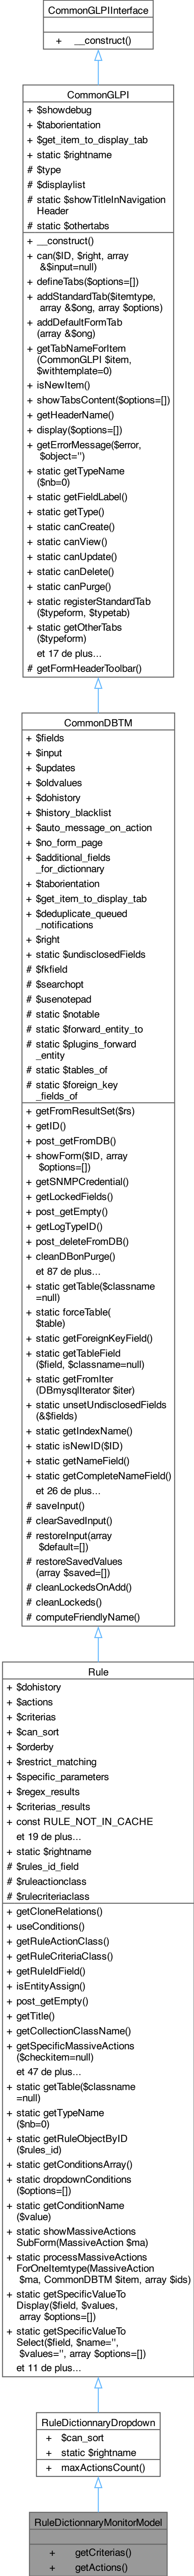 CommonGLPIInterface
+ __construct()
CommonGLPI
+ $showdebug
+ $taborientation
+ $get_item_to_display_tab
+ static $rightname
# $type
# $displaylist
# static $showTitleInNavigation
Header
# static $othertabs
+ __construct()
+ can($ID, $right, array
&$input=null)
+ defineTabs($options=[])
+ addStandardTab($itemtype,
array &$ong, array $options)
+ addDefaultFormTab
(array &$ong)
+ getTabNameForItem
(CommonGLPI $item,
$withtemplate=0)
+ isNewItem()
+ showTabsContent($options=[])
+ getHeaderName()
+ display($options=[])
+ getErrorMessage($error,
$object='')
+ static getTypeName
($nb=0)
+ static getFieldLabel()
+ static getType()
+ static canCreate()
+ static canView()
+ static canUpdate()
+ static canDelete()
+ static canPurge()
+ static registerStandardTab
($typeform, $typetab)
+ static getOtherTabs
($typeform)
et 17 de plus...
# getFormHeaderToolbar()
CommonDBTM
+ $fields
+ $input
+ $updates
+ $oldvalues
+ $dohistory
+ $history_blacklist
+ $auto_message_on_action
+ $no_form_page
+ $additional_fields
_for_dictionnary
+ $taborientation
+ $get_item_to_display_tab
+ $deduplicate_queued
_notifications
+ $right
+ static $undisclosedFields
# $fkfield
# $searchopt
# $usenotepad
# static $notable
# static $forward_entity_to
# static $plugins_forward
_entity
# static $tables_of
# static $foreign_key
_fields_of
+ getFromResultSet($rs)
+ getID()
+ post_getFromDB()
+ showForm($ID, array
$options=[])
+ getSNMPCredential()
+ getLockedFields()
+ post_getEmpty()
+ getLogTypeID()
+ post_deleteFromDB()
+ cleanDBonPurge()
et 87 de plus...
+ static getTable($classname
=null)
+ static forceTable(
$table)
+ static getForeignKeyField()
+ static getTableField
($field, $classname=null)
+ static getFromIter
(DBmysqlIterator $iter)
+ static unsetUndisclosedFields
(&$fields)
+ static getIndexName()
+ static isNewID($ID)
+ static getNameField()
+ static getCompleteNameField()
et 26 de plus...
# saveInput()
# clearSavedInput()
# restoreInput(array
$default=[])
# restoreSavedValues
(array $saved=[])
# cleanLockedsOnAdd()
# cleanLockeds()
# computeFriendlyName()
Rule
+ $dohistory
+ $actions
+ $criterias
+ $can_sort
+ $orderby
+ $restrict_matching
+ $specific_parameters
+ $regex_results
+ $criterias_results
+ const RULE_NOT_IN_CACHE
et 19 de plus...
+ static $rightname
# $rules_id_field
# $ruleactionclass
# $rulecriteriaclass
+ getCloneRelations()
+ useConditions()
+ getRuleActionClass()
+ getRuleCriteriaClass()
+ getRuleIdField()
+ isEntityAssign()
+ post_getEmpty()
+ getTitle()
+ getCollectionClassName()
+ getSpecificMassiveActions
($checkitem=null)
et 47 de plus...
+ static getTable($classname
=null)
+ static getTypeName
($nb=0)
+ static getRuleObjectByID
($rules_id)
+ static getConditionsArray()
+ static dropdownConditions
($options=[])
+ static getConditionName
($value)
+ static showMassiveActions
SubForm(MassiveAction $ma)
+ static processMassiveActions
ForOneItemtype(MassiveAction
$ma, CommonDBTM $item, array $ids)
+ static getSpecificValueTo
Display($field, $values,
array $options=[])
+ static getSpecificValueTo
Select($field, $name='',
$values='', array $options=[])
et 11 de plus...
RuleDictionnaryDropdown
+ $can_sort
+ static $rightname
+ maxActionsCount()
RuleDictionnaryMonitorModel
+ getCriterias()
+ getActions()